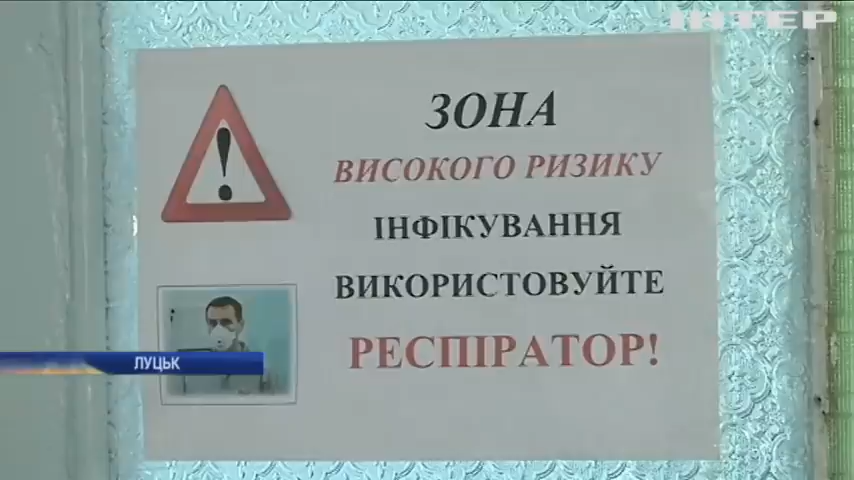 ІНТЕР
ЗОНА
ВИСОКОГО РИЗИКУ
ІНФІКУВАННЯ
ВИКОРИСТОВУЙТЕ
РЕСПІРАТОР!
ЛУЦЬК